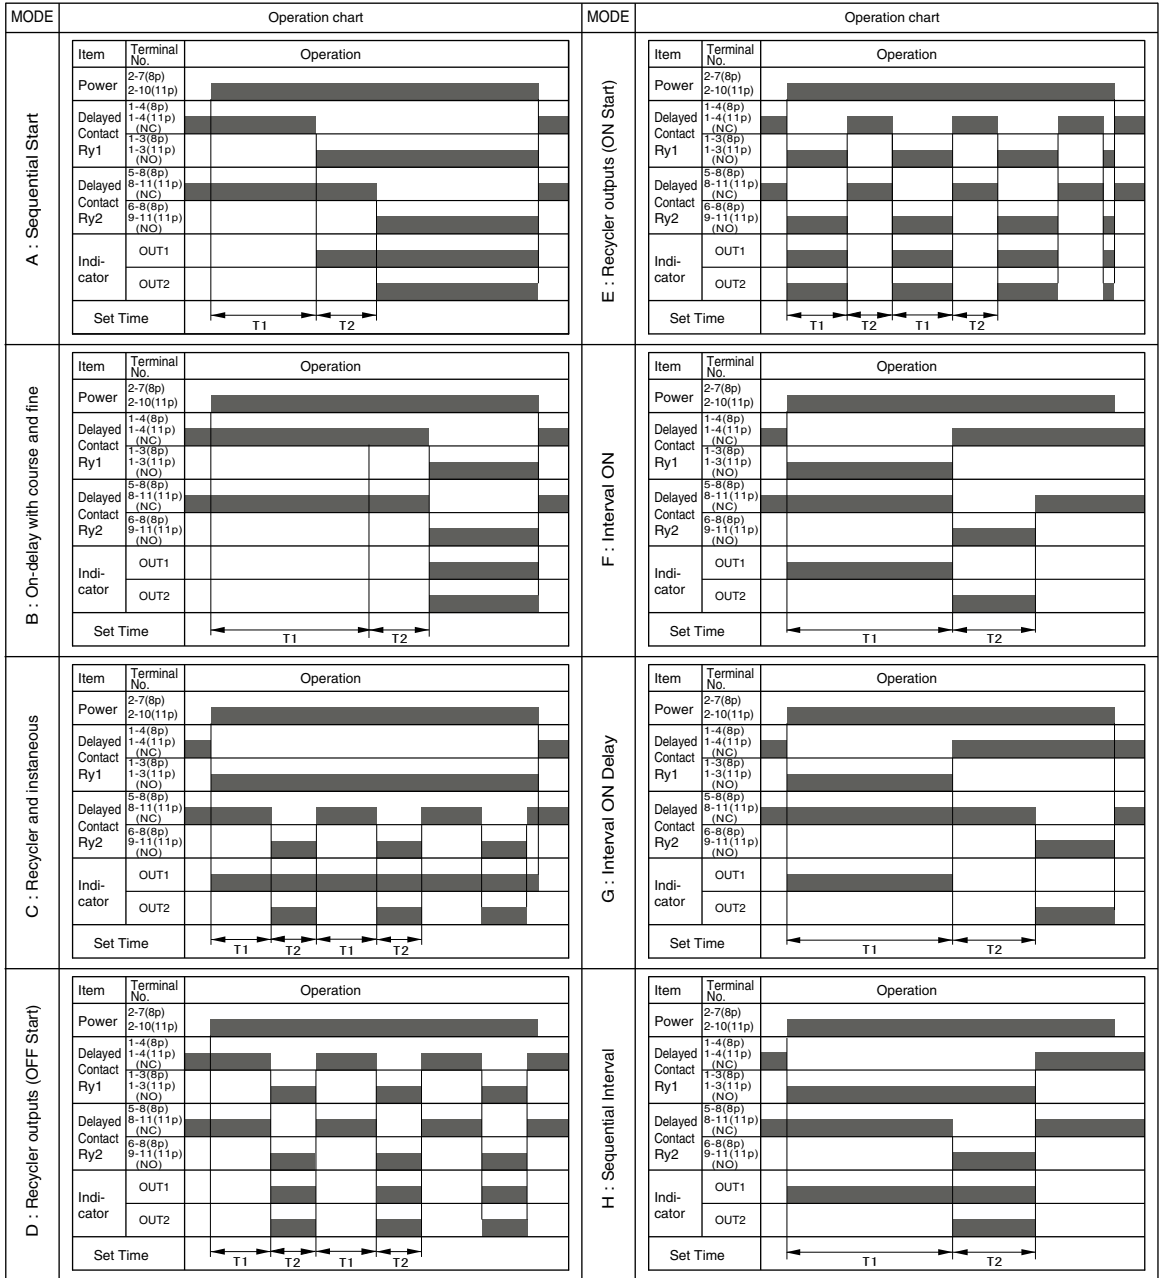 MODE
Operation chart
MODE
Operation chart
A : Sequential Start
Item
Terminal
No.
Operation
Power
2-7(8p)
2-10(11p)
Delayed
Contact
Ry1
1-4(8p)
1-4(11p)
(NC)
1-3(8p)
1-3(11p)
(NO)
Delayed
Contact
Ry2
5-8(8p)
8-11(11p)
(NC)
6-8(8p)
9-11(11p)
(NO)
Indi-
cator
OUT1
OUT2
Set Time
T1
T2
B : On-delay with course and fine
Item
Terminal
No.
Operation
Power
2-7(8p)
2-10(11p)
Delayed
Contact
Ry1
1-4(8p)
1-4(11p)
(NC)
1-3(8p)
1-3(11p)
(NO)
Delayed
Contact
Ry2
5-8(8p)
8-11(11p)
(NC)
6-8(8p)
9-11(11p)
(NO)
Indi-
cator
OUT1
OUT2
Set Time
T1
T2
C : Recycler and instaneous
Item
Terminal
No.
Operation
Power
2-7(8p)
2-10(11p)
Delayed
Contact
Ry1
1-4(8p)
1-4(11p)
(NC)
1-3(8p)
1-3(11p)
(NO)
Delayed
Contact
Ry2
5-8(8p)
8-11(11p)
(NC)
6-8(8p)
9-11(11p)
(NO)
Indi-
cator
OUT1
OUT2
Set Time
T1
T2
T1
T2
D : Recycler outputs (OFF Start)
Item
Terminal
No.
Operation
Power
2-7(8p)
2-10(11p)
Delayed
Contact
Ry1
1-4(8p)
1-4(11p)
(NC)
1-3(8p)
1-3(11p)
(NO)
Delayed
Contact
Ry2
5-8(8p)
8-11(11p)
(NC)
6-8(8p)
9-11(11p)
(NO)
Indi-
cator
OUT1
OUT2
Set Time
T1
T2
T1
T2
E : Recycler outputs (ON Start)
Item
Terminal
No.
Operation
Power
2-7(8p)
2-10(11p)
Delayed
Contact
Ry1
1-4(8p)
1-4(11p)
(NC)
1-3(8p)
1-3(11p)
(NO)
Delayed
Contact
Ry2
5-8(8p)
8-11(11p)
(NC)
6-8(8p)
9-11(11p)
(NO)
Indi-
cator
OUT1
OUT2
Set Time
T1
T2
T1
T2
F : Interval ON
Item
Terminal
No.
Operation
Power
2-7(8p)
2-10(11p)
Delayed
Contact
Ry1
1-4(8p)
1-4(11p)
(NC)
1-3(8p)
1-3(11p)
(NO)
Delayed
Contact
Ry2
5-8(8p)
8-11(11p)
(NC)
6-8(8p)
9-11(11p)
(NO)
Indi-
cator
OUT1
OUT2
Set Time
T1
T2
G : Interval ON Delay
Item
Terminal
No.
Operation
Power
2-7(8p)
2-10(11p)
Delayed
Contact
Ry1
1-4(8p)
1-4(11p)
(NC)
1-3(8p)
1-3(11p)
(NO)
Delayed
Contact
Ry2
5-8(8p)
8-11(11p)
(NC)
6-8(8p)
9-11(11p)
(NO)
Indi-
cator
OUT1
OUT2
Set Time
T1
T2
H : Sequential Interval
Item
Terminal
No.
Operation
Power
2-7(8p)
2-10(11p)
Delayed
Contact
Ry1
1-4(8p)
1-4(11p)
(NC)
1-3(8p)
1-3(11p)
(NO)
Delayed
Contact
Ry2
5-8(8p)
8-11(11p)
(NC)
6-8(8p)
9-11(11p)
(NO)
Indi-
cator
OUT1
OUT2
Set Time
T1
T2